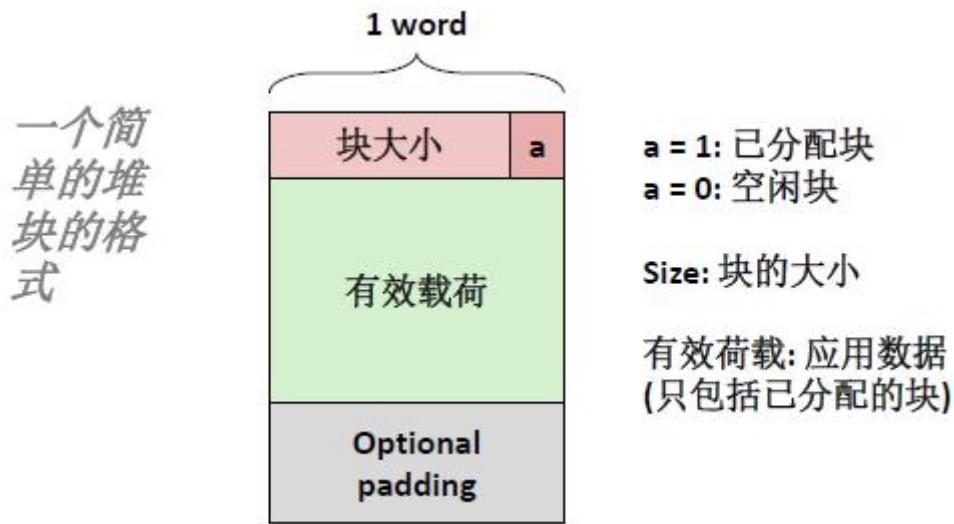 1 word
一个简
单的堆
块的格
式
块大小
a
有效载荷
Optional
padding
a = 1: 已分配块
a = 0: 空闲块
Size: 块的大小
有效荷载: 应用数据
(只包括已分配的块)